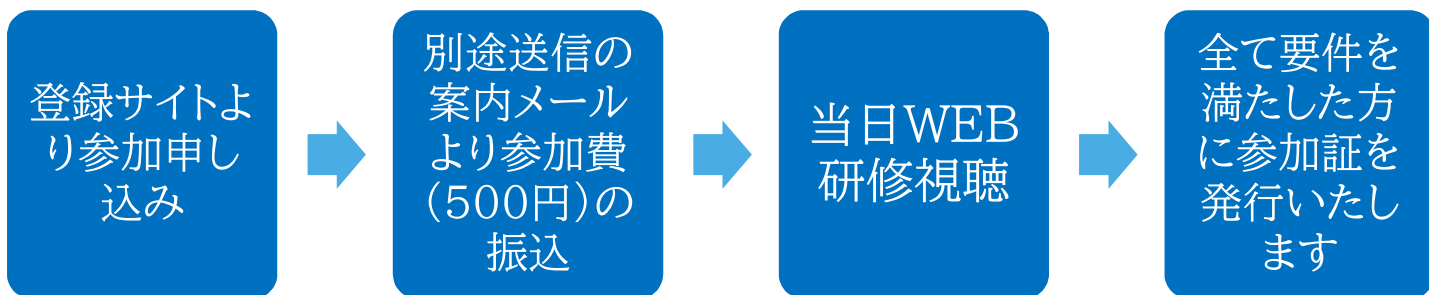 登録サイトよ
り参加申し
込み
別途送信の
案内メール
より参加費
(500円)の
振込
当日WEB
研修視聴
全て要件を
満たした方
に参加証を
発行いたし
ます